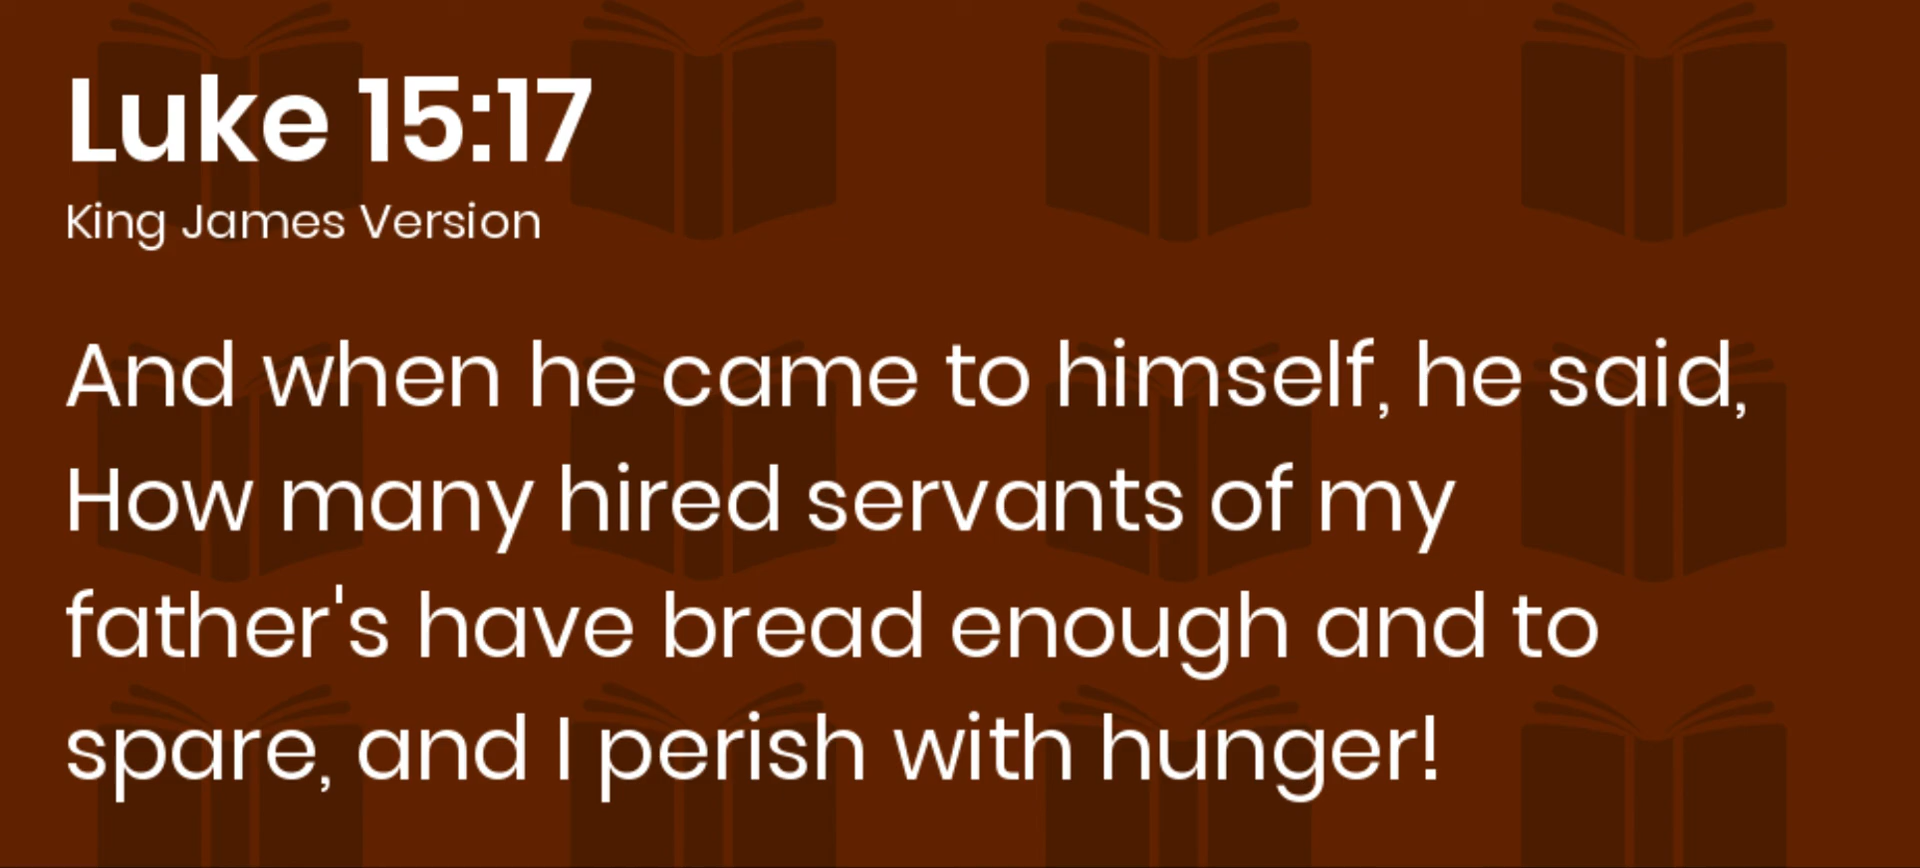 Luke 15:17
King James Version
And when he came to himself, he said,
How many hired servants of my
father's have bread enough and to
spare, and I perish with hunger!